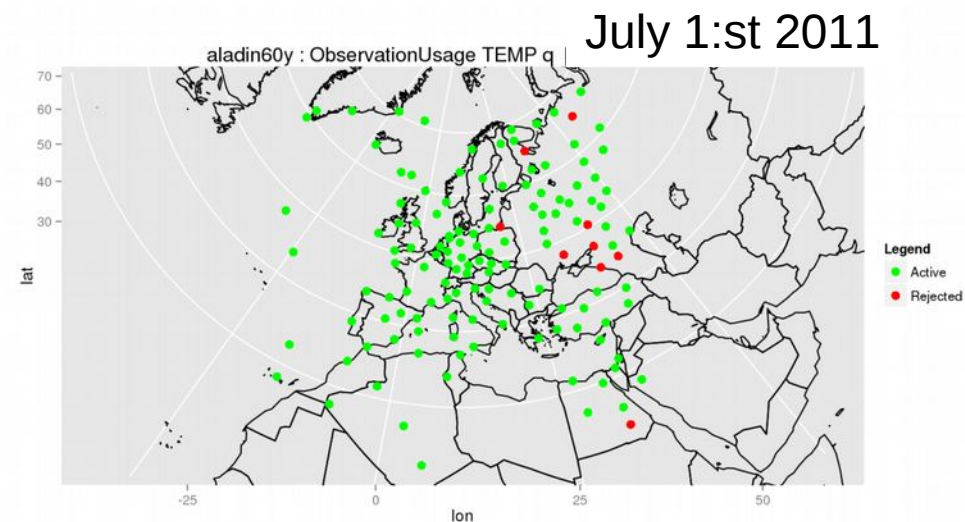 July 1:st 2011
aladin60y : ObservationUsage TEMP q |
70
60
50
40
30
lat
-25
0
25
50
lon
Legend
Active
Rejected